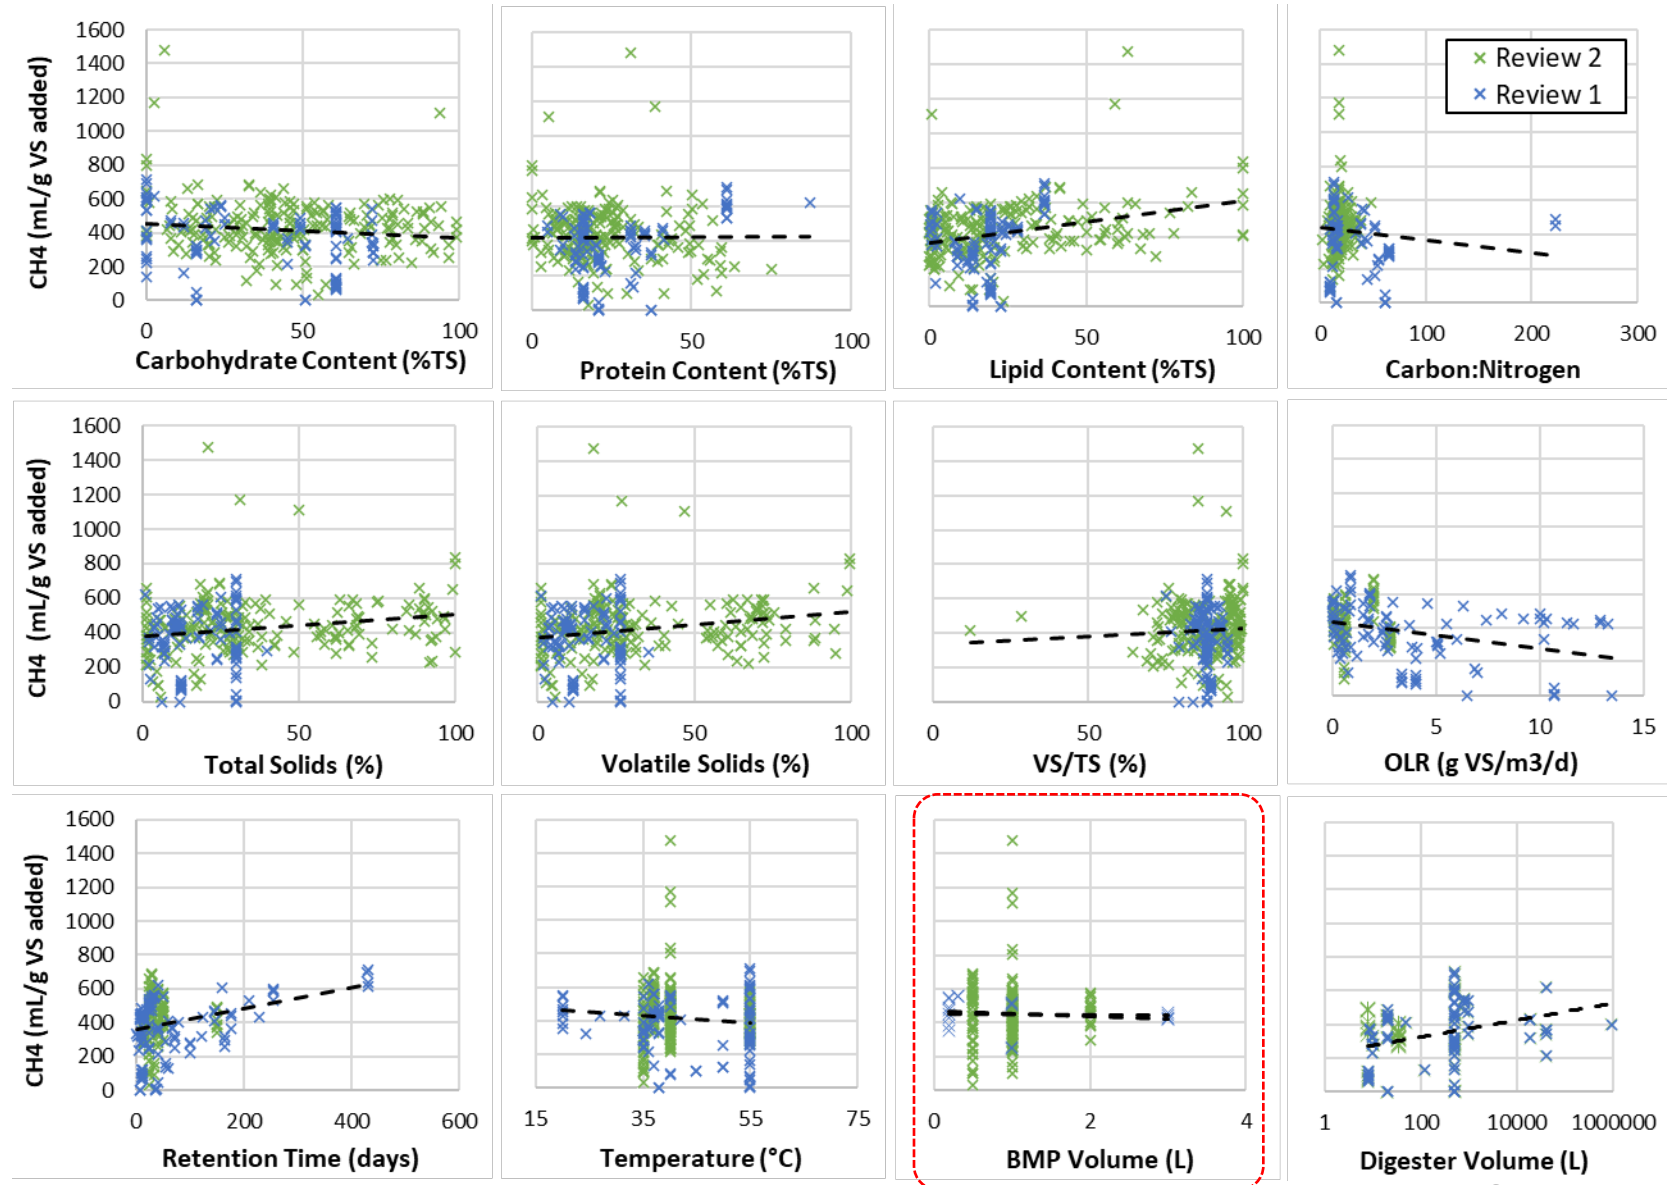 1600
1400
1200
1000
800
600
400
200
0
CH4 (mL/g VS added)
0 50 100
Carbohydrate Content (%TS)
0 50 100
Protein Content (%TS)
0 50 100
Lipid Content (%TS)
Review 2
Review 1
0 100 200 300
Carbon:Nitrogen
1600
1400
1200
1000
800
600
400
200
0
CH4 (mL/g VS added)
0 50 100
Total Solids (%)
0 50 100
Volatile Solids (%)
0 50 100
VS/TS (%)
0 5 10 15
OLR (g VS/m3/d)
1600
1400
1200
1000
800
600
400
200
0
CH4 (mL/g VS added)
0 200 400 600
Retention Time (days)
15 35 55 75
Temperature (°C)
0 2 4
BMP Volume (L)
1 100 10000 1000000
Digester Volume (L)